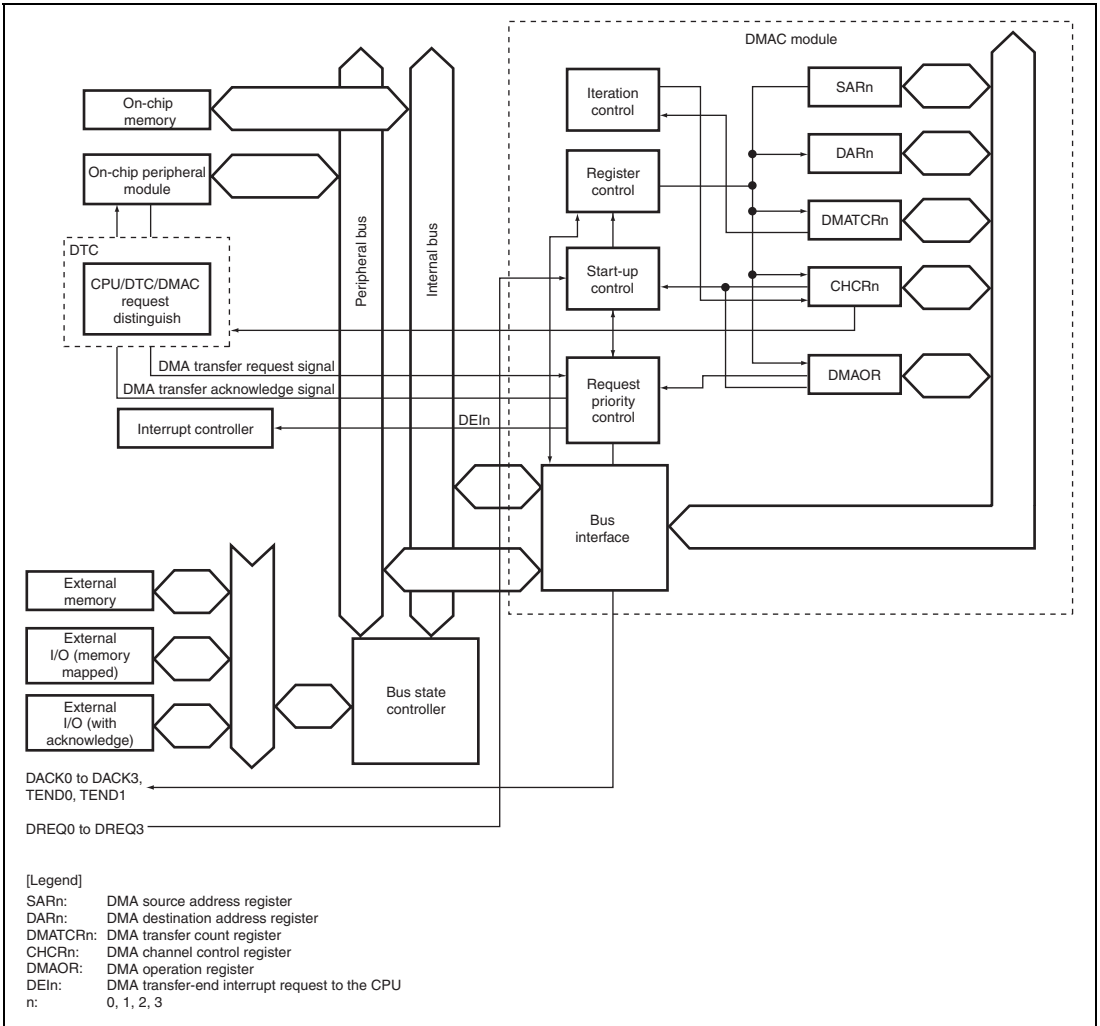 DMAC module
On-chip
memory
On-chip peripheral
module
DTC
CPU/DTC/DMAC
request
distinguish
Peripheral bus
Internal bus
Iteration
control
Register
control
Start-up
control
Request
priority
control
SARn
DARn
DMATCRn
CHCRn
DMAOR
DMA transfer request signal
DMA transfer acknowledge signal
Interrupt controller
DEIn
Bus
interface
External
memory
External
I/O (memory
mapped)
External
I/O (with
acknowledge)
Bus state
controller
DACK0 to DACK3,
TEND0, TEND1
DREQ0 to DREQ3
[Legend]
SARn: DMA source address register
DARn: DMA destination address register
DMATCRn: DMA transfer count register
CHCRn: DMA channel control register
DMAOR: DMA operation register
DEIn: DMA transfer-end interrupt request to the CPU
n: 0, 1, 2, 3